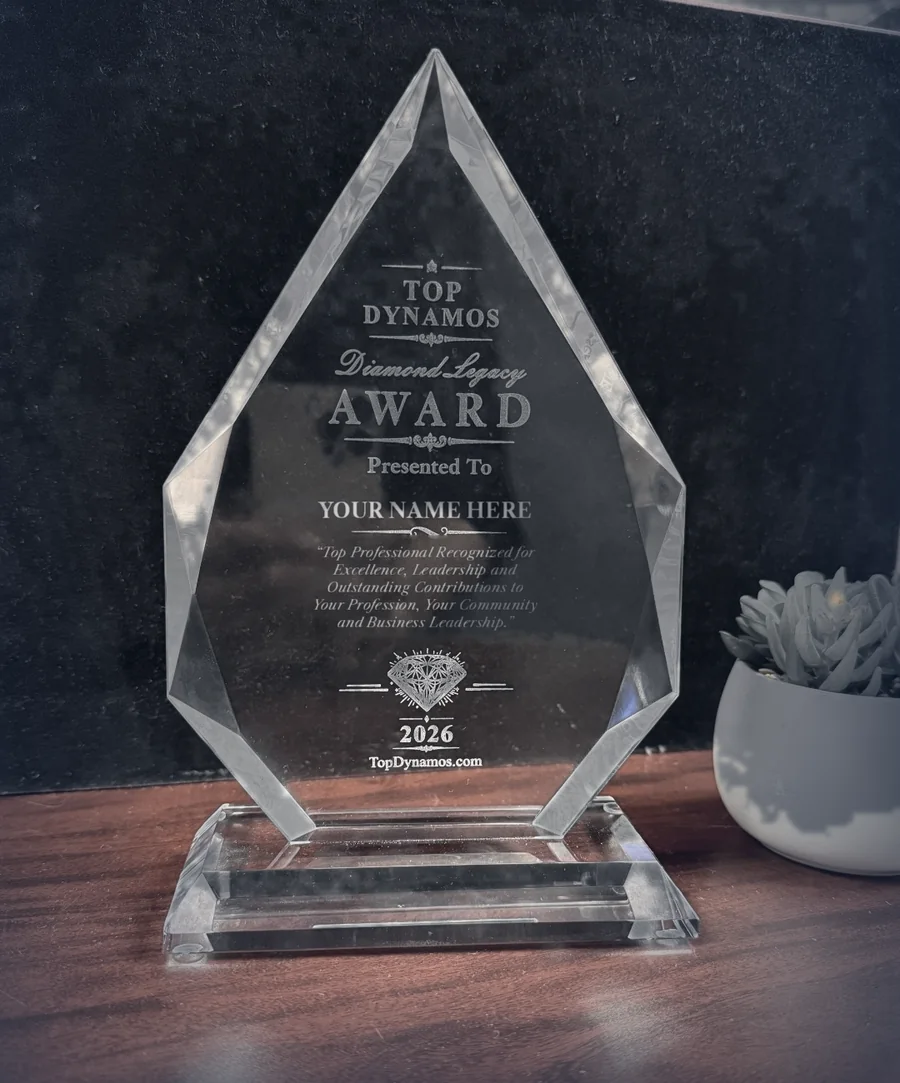 TOP
DYNAMOS
Diamond Legacy
AWARD
Presented To
YOUR NAME HERE
“Top Professional Recognized for
Excellence, Leadership and
Outstanding Contributions to
Your Profession, Your Community
and Business Leadership.”
2026
TopDynamos.com